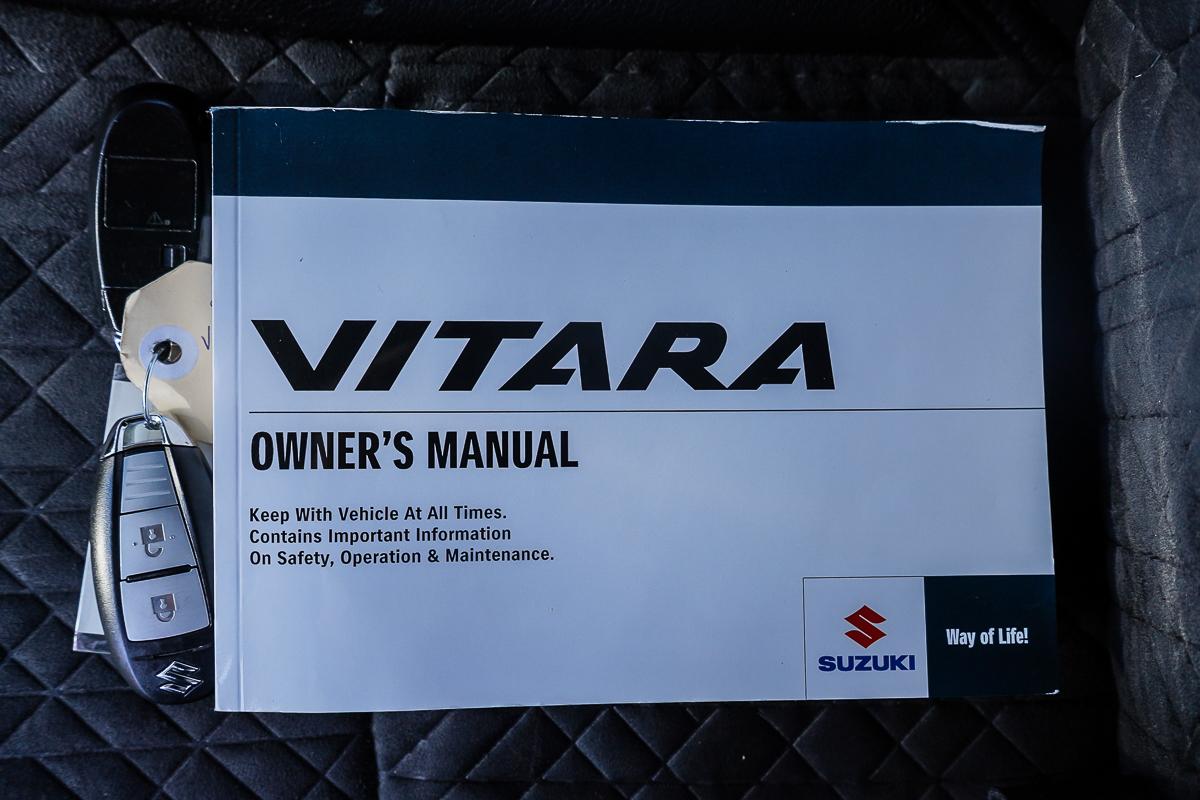 VITARA
OWNER'S MANUAL
Keep With Vehicle At All Times.
Contains Important Information
On Safety, Operation & Maintenance.
SUZUKI
Way of Life!